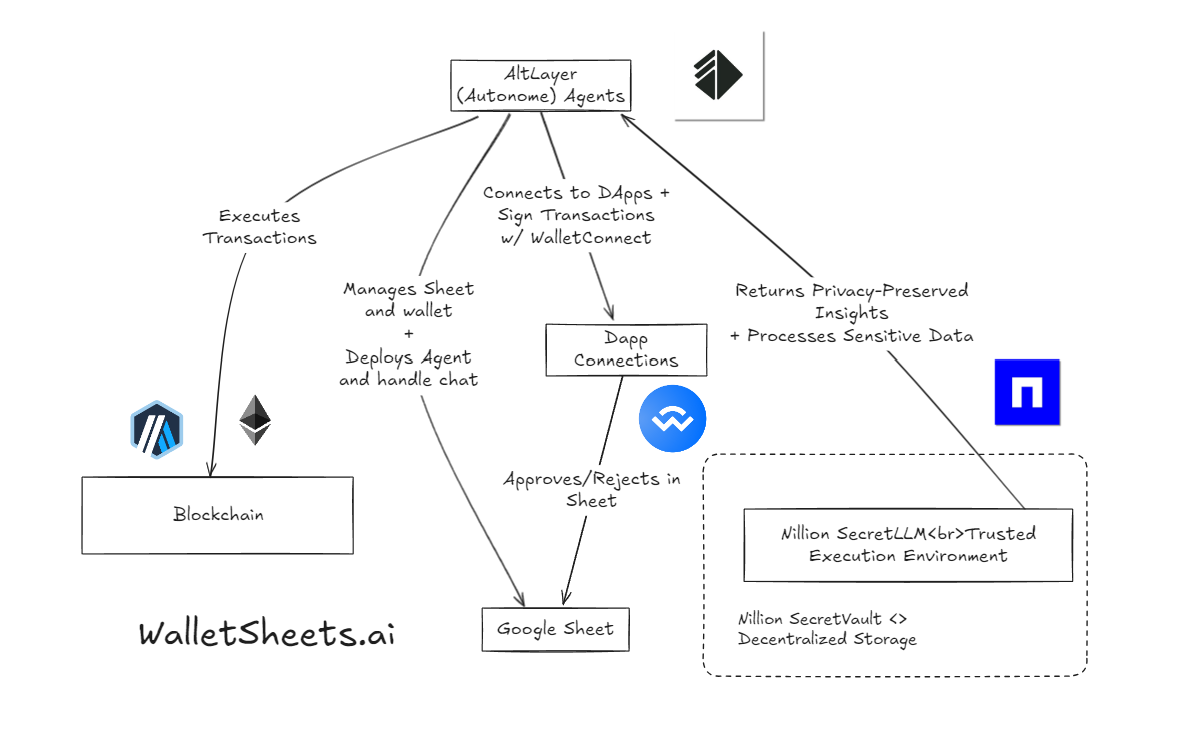 AltLayer
(Autonome) Agents
Connects to DApps +
Sign Transactions
w/ WalletConnect
Executes
Transactions
Manages Sheet
and wallet
+
Deploys Agent
and handle chat
Returns Privacy-Preserved
Insights
+ Processes Sensitive Data
Dapp
Connections
Approves/Rejects in
Sheet
Blockchain
Nillion SecretLLM<br>Trusted
Execution Environment
Nillion SecretVault <>
Decentralized Storage
Google Sheet
WalletSheets.ai